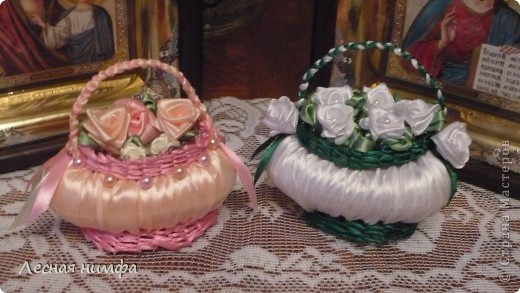 Лесная нимфа
© Страна Мастеров